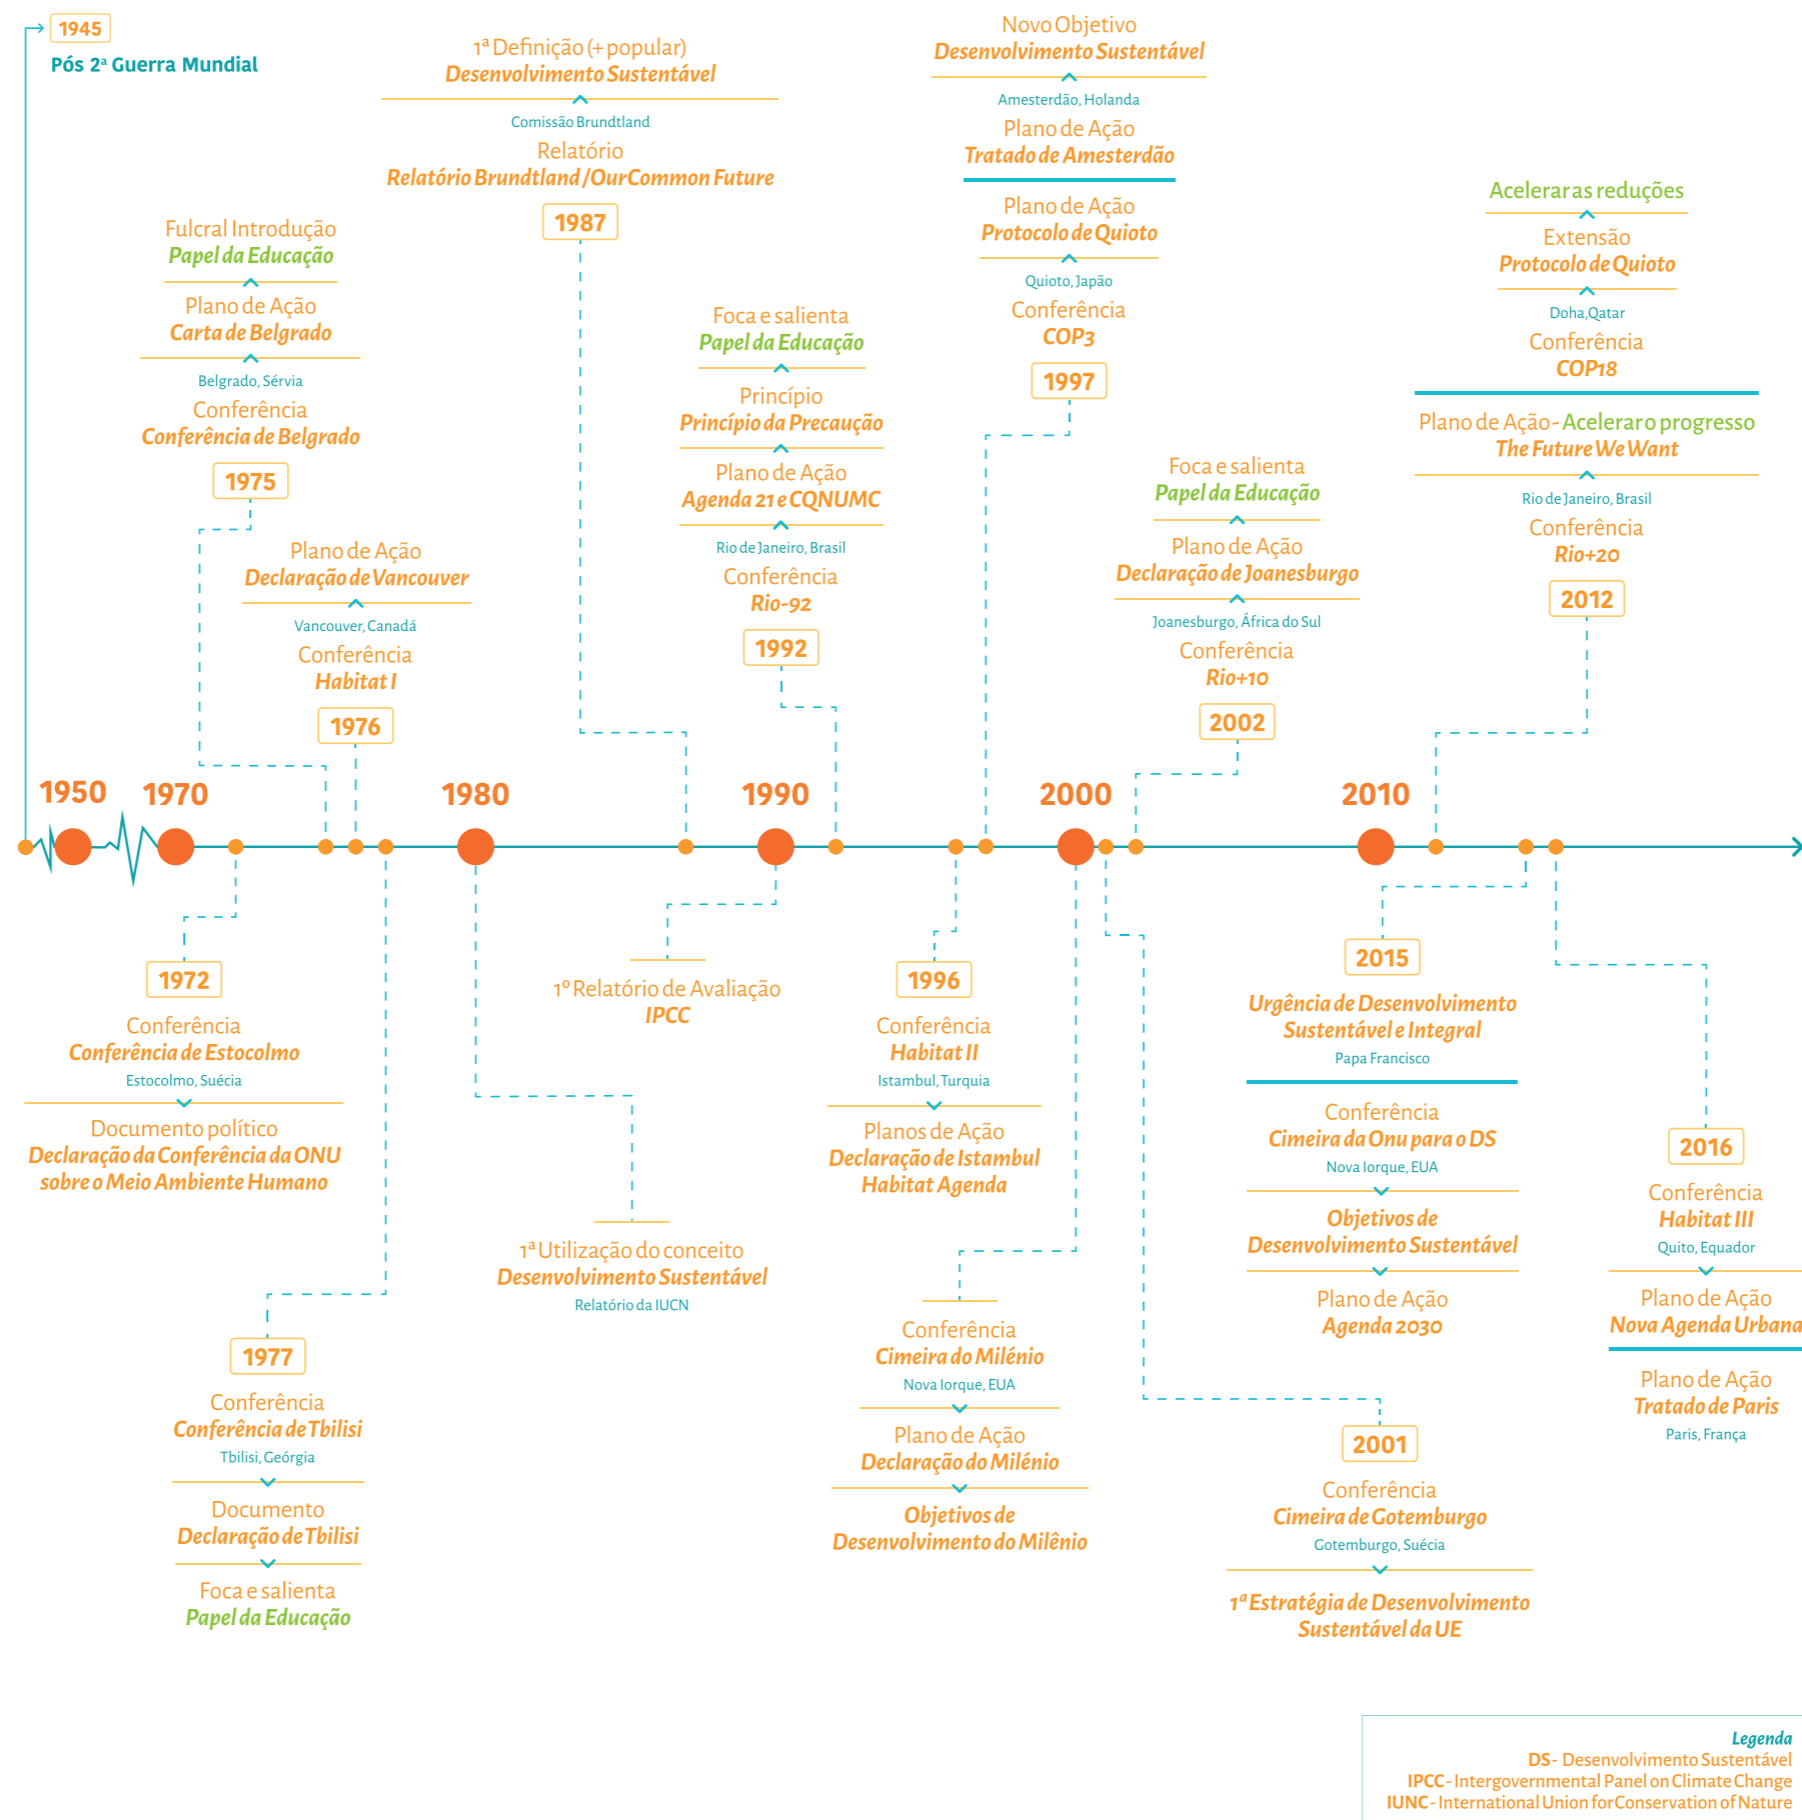 1945
Pós 2ª Guerra Mundial
1ª Definição (+ popular)
Desenvolvimento Sustentável
Comissão Brundtland
Relatório
Relatório Brundtland /Our Common Future
1987
Novo Objetivo
Desenvolvimento Sustentável
Amesterdão, Holanda
Plano de Ação
Tratado de Amesterdão
Plano de Ação
Protocolo de Quioto
Quioto, Japão
Conferência
COP3
1997
Acelerar as reduções
Extensão
Protocolo de Quioto
Doha,Qatar
Conferência
COP18
Plano de Ação - Acelerar o progresso
The Future We Want
Rio de Janeiro, Brasil
Conferência
Rio+20
2012
Fulcral Introdução
Papel da Educação
Plano de Ação
Carta de Belgrado
Belgrado, Sérvia
Conferência
Conferência de Belgrado
1975
Plano de Ação
Declaração de Vancouver
Vancouver, Canadá
Conferência
Habitat I
1976
Foca e salienta
Papel da Educação
Princípio
Princípio da Precaução
Plano de Ação
Agenda 21 e CQNUMC
Rio de Janeiro, Brasil
Conferência
Rio-92
1992
Foca e salienta
Papel da Educação
Plano de Ação
Declaração de Joanesburgo
Joanesburgo, África do Sul
Conferência
Rio+10
2002
1950
1970
1980
1990
2000
2010
1972
Conferência
Conferência de Estocolmo
Estocolmo, Suécia
Documento político
Declaração da Conferência da ONU
sobre o Meio Ambiente Humano
1977
Conferência
Conferência de Tbilisi
Tbilisi, Geórgia
Documento
Declaração de Tbilisi
Foca e salienta
Papel da Educação
1ª Utilização do conceito
Desenvolvimento Sustentável
Relatório da IUCN
1º Relatório de Avaliação
IPCC
1996
Conferência
Habitat II
Istambul, Turquia
Planos de Ação
Declaração de Istambul
Habitat Agenda
Conferência
Cimeira do Milénio
Nova Iorque, EUA
Plano de Ação
Declaração do Milénio
Objetivos de
Desenvolvimento do Milênio
2001
Conferência
Cimeira de Gotemburgo
Gotemburgo, Suécia
1ª Estratégia de Desenvolvimento
Sustentável da UE
2015
Urgência de Desenvolvimento
Sustentável e Integral
Papa Francisco
Conferência
Cimeira da Onu para o DS
Nova Iorque, EUA
Objetivos de
Desenvolvimento Sustentável
Plano de Ação
Agenda 2030
2016
Conferência
Habitat III
Quito, Equador
Plano de Ação
Nova Agenda Urbana
Plano de Ação
Tratado de Paris
Paris, França
Legenda
DS - Desenvolvimento Sustentável
IPCC - Intergovernmental Panel on Climate Change
IUNC - International Union for Conservation of Nature